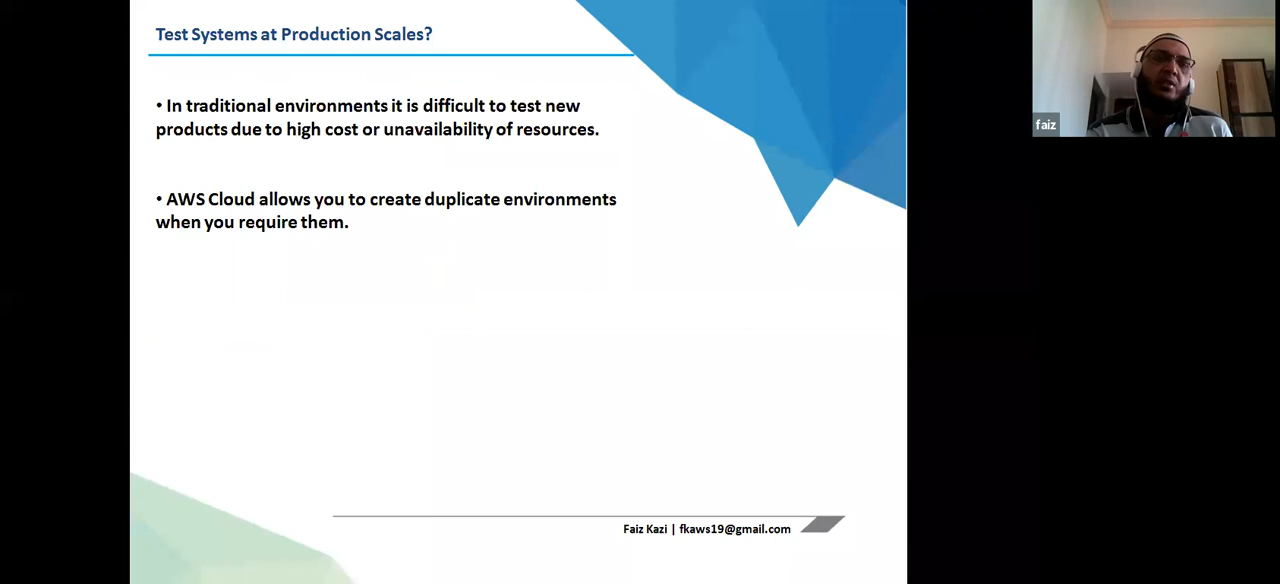 Test Systems at Production Scales?
• In traditional environments it is difficult to test new
products due to high cost or unavailability of resources.
• AWS Cloud allows you to create duplicate environments
when you require them.
Faiz Kazi | fkaws19@gmail.com
faiz